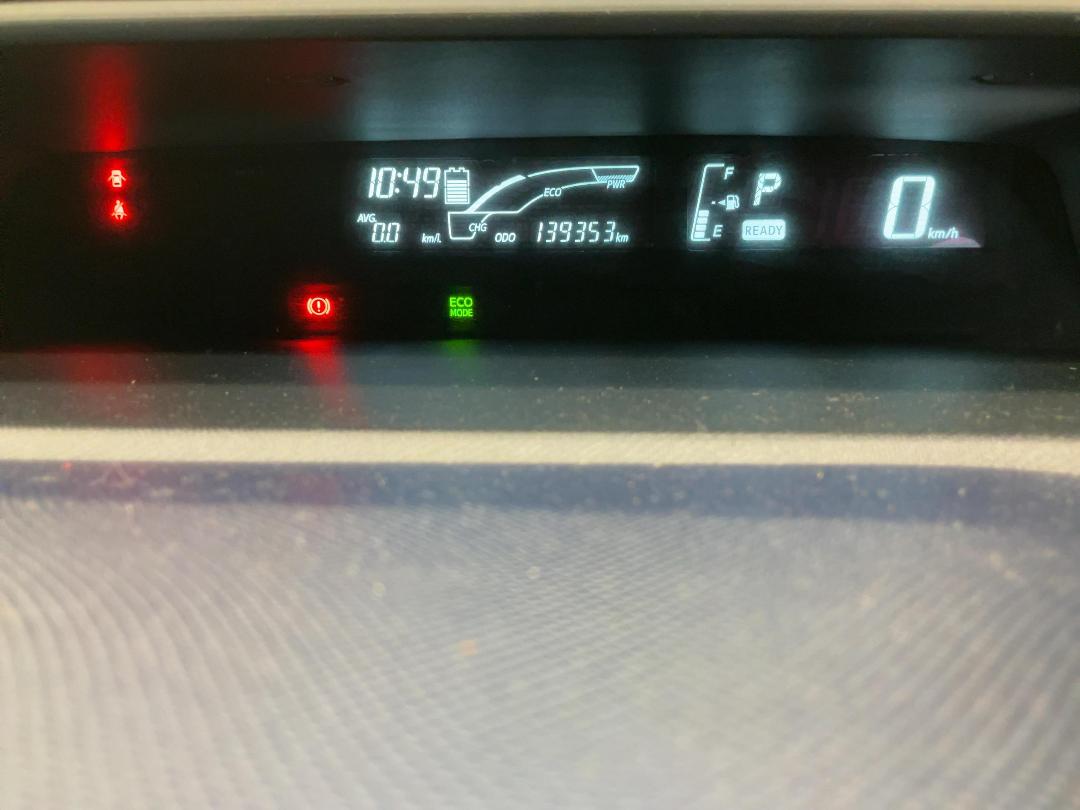 10:49
ECO
PWR
AVG.
0.0 km/L
CHG
ODO 139353 km
F
E
P
READY
0 km/h
ECO
MODE